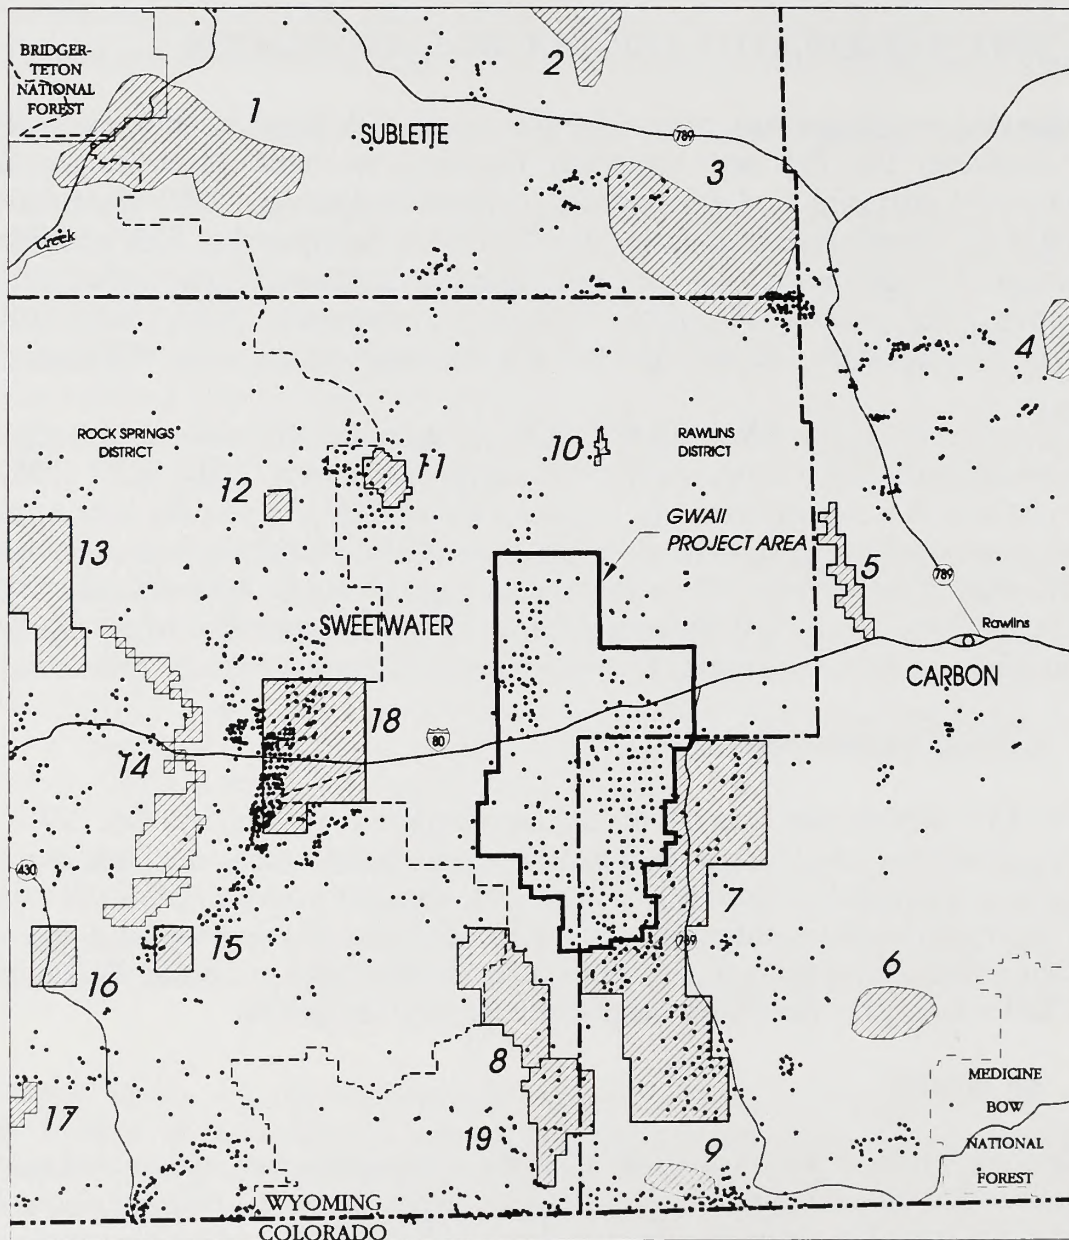 BRIDGER-
TETON
NATIONAL
FOREST
1
2
SUBLETTE
789
3
Creek
4
ROCK SPRINGS
DISTRICT
10
RAWLINS
DISTRICT
11
12
GWAII
PROJECT AREA
13
5
789
SWEETWATER
Rawlins
CARBON
18
80
14
430
7
15
789
16
6
8
MEDICINE
BOW
NATIONAL
FOREST
17
19
9
WYOMING
COLORADO